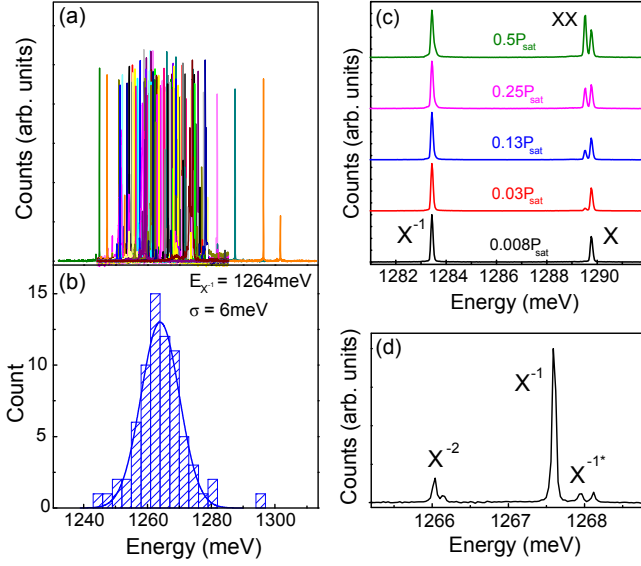 (a)
Counts (arb. units)
(b)
E_X⁻¹ = 1264meV
σ = 6meV
15
10
5
0
Count
1240 1260 1280 1300
Energy (meV)
(c)
XX
0.5P_sat
0.25P_sat
0.13P_sat
0.03P_sat
0.008P_sat
X⁻¹
X
Counts (arb. units)
1282 1284 1286 1288 1290
Energy (meV)
(d)
X⁻¹
X⁻²
X⁻¹*
Counts (arb. units)
1266 1267 1268
Energy (meV)